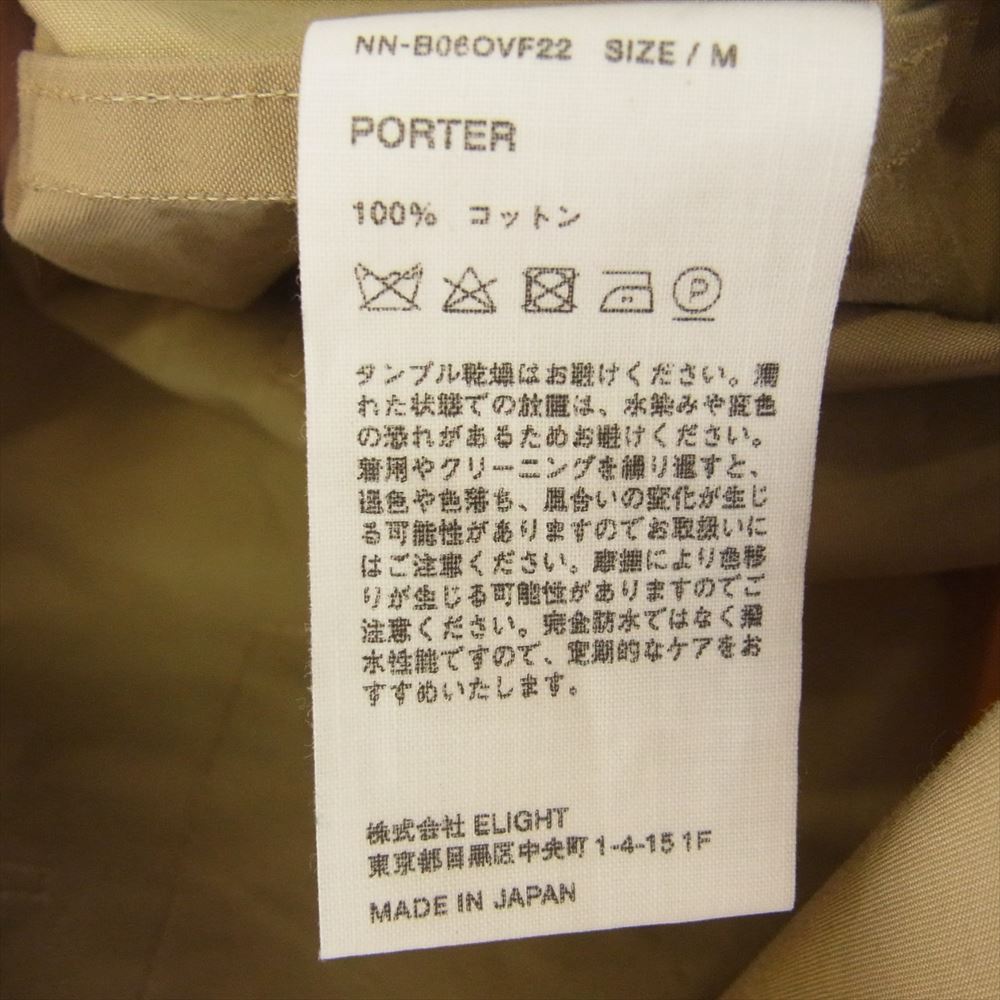 NN-B06OVF22 SIZE / M
PORTER
100% コットン
P
タンブル乾燥はお避けください。濡
れた状態での放置は、水染みや変色
の恐れがあるためお避けください。
着用やクリーニングを繰り返すと、
退色や色落ち、風合いの変化が生じ
る可能性がありますのでお取扱いに
はご注意ください。摩擦により色移
りが生じる可能性がありますのでご
注意ください。完全防水ではなく撥
水性能ですので、定期的なケアをお
すすめいたします。
株式会社 ELIGHT
東京都目黒区中央町 1-4-15 1F
MADE IN JAPAN